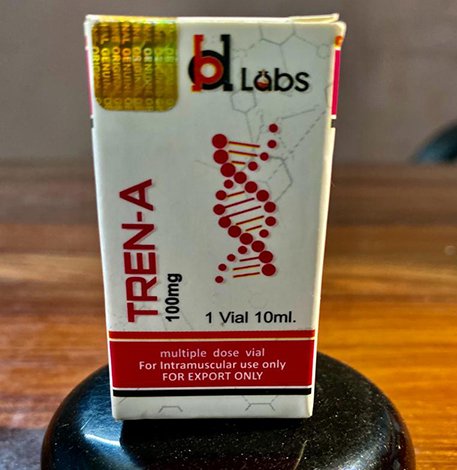 bd Labs
TREN-A
100mg
1 Vial 10ml.
multiple dose vial
For Intramuscular use only
FOR EXPORT ONLY